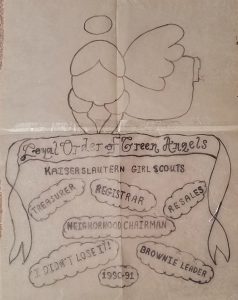 Loyal Order of Green Angels
KAISERSLAUTERN GIRL SCOUTS
TREASURER
REGISTRAR
RESALES
NEIGHBORHOOD CHAIRMAN
I DIDN'T LOSE IT!
BROWNIE LEADER
1990-91